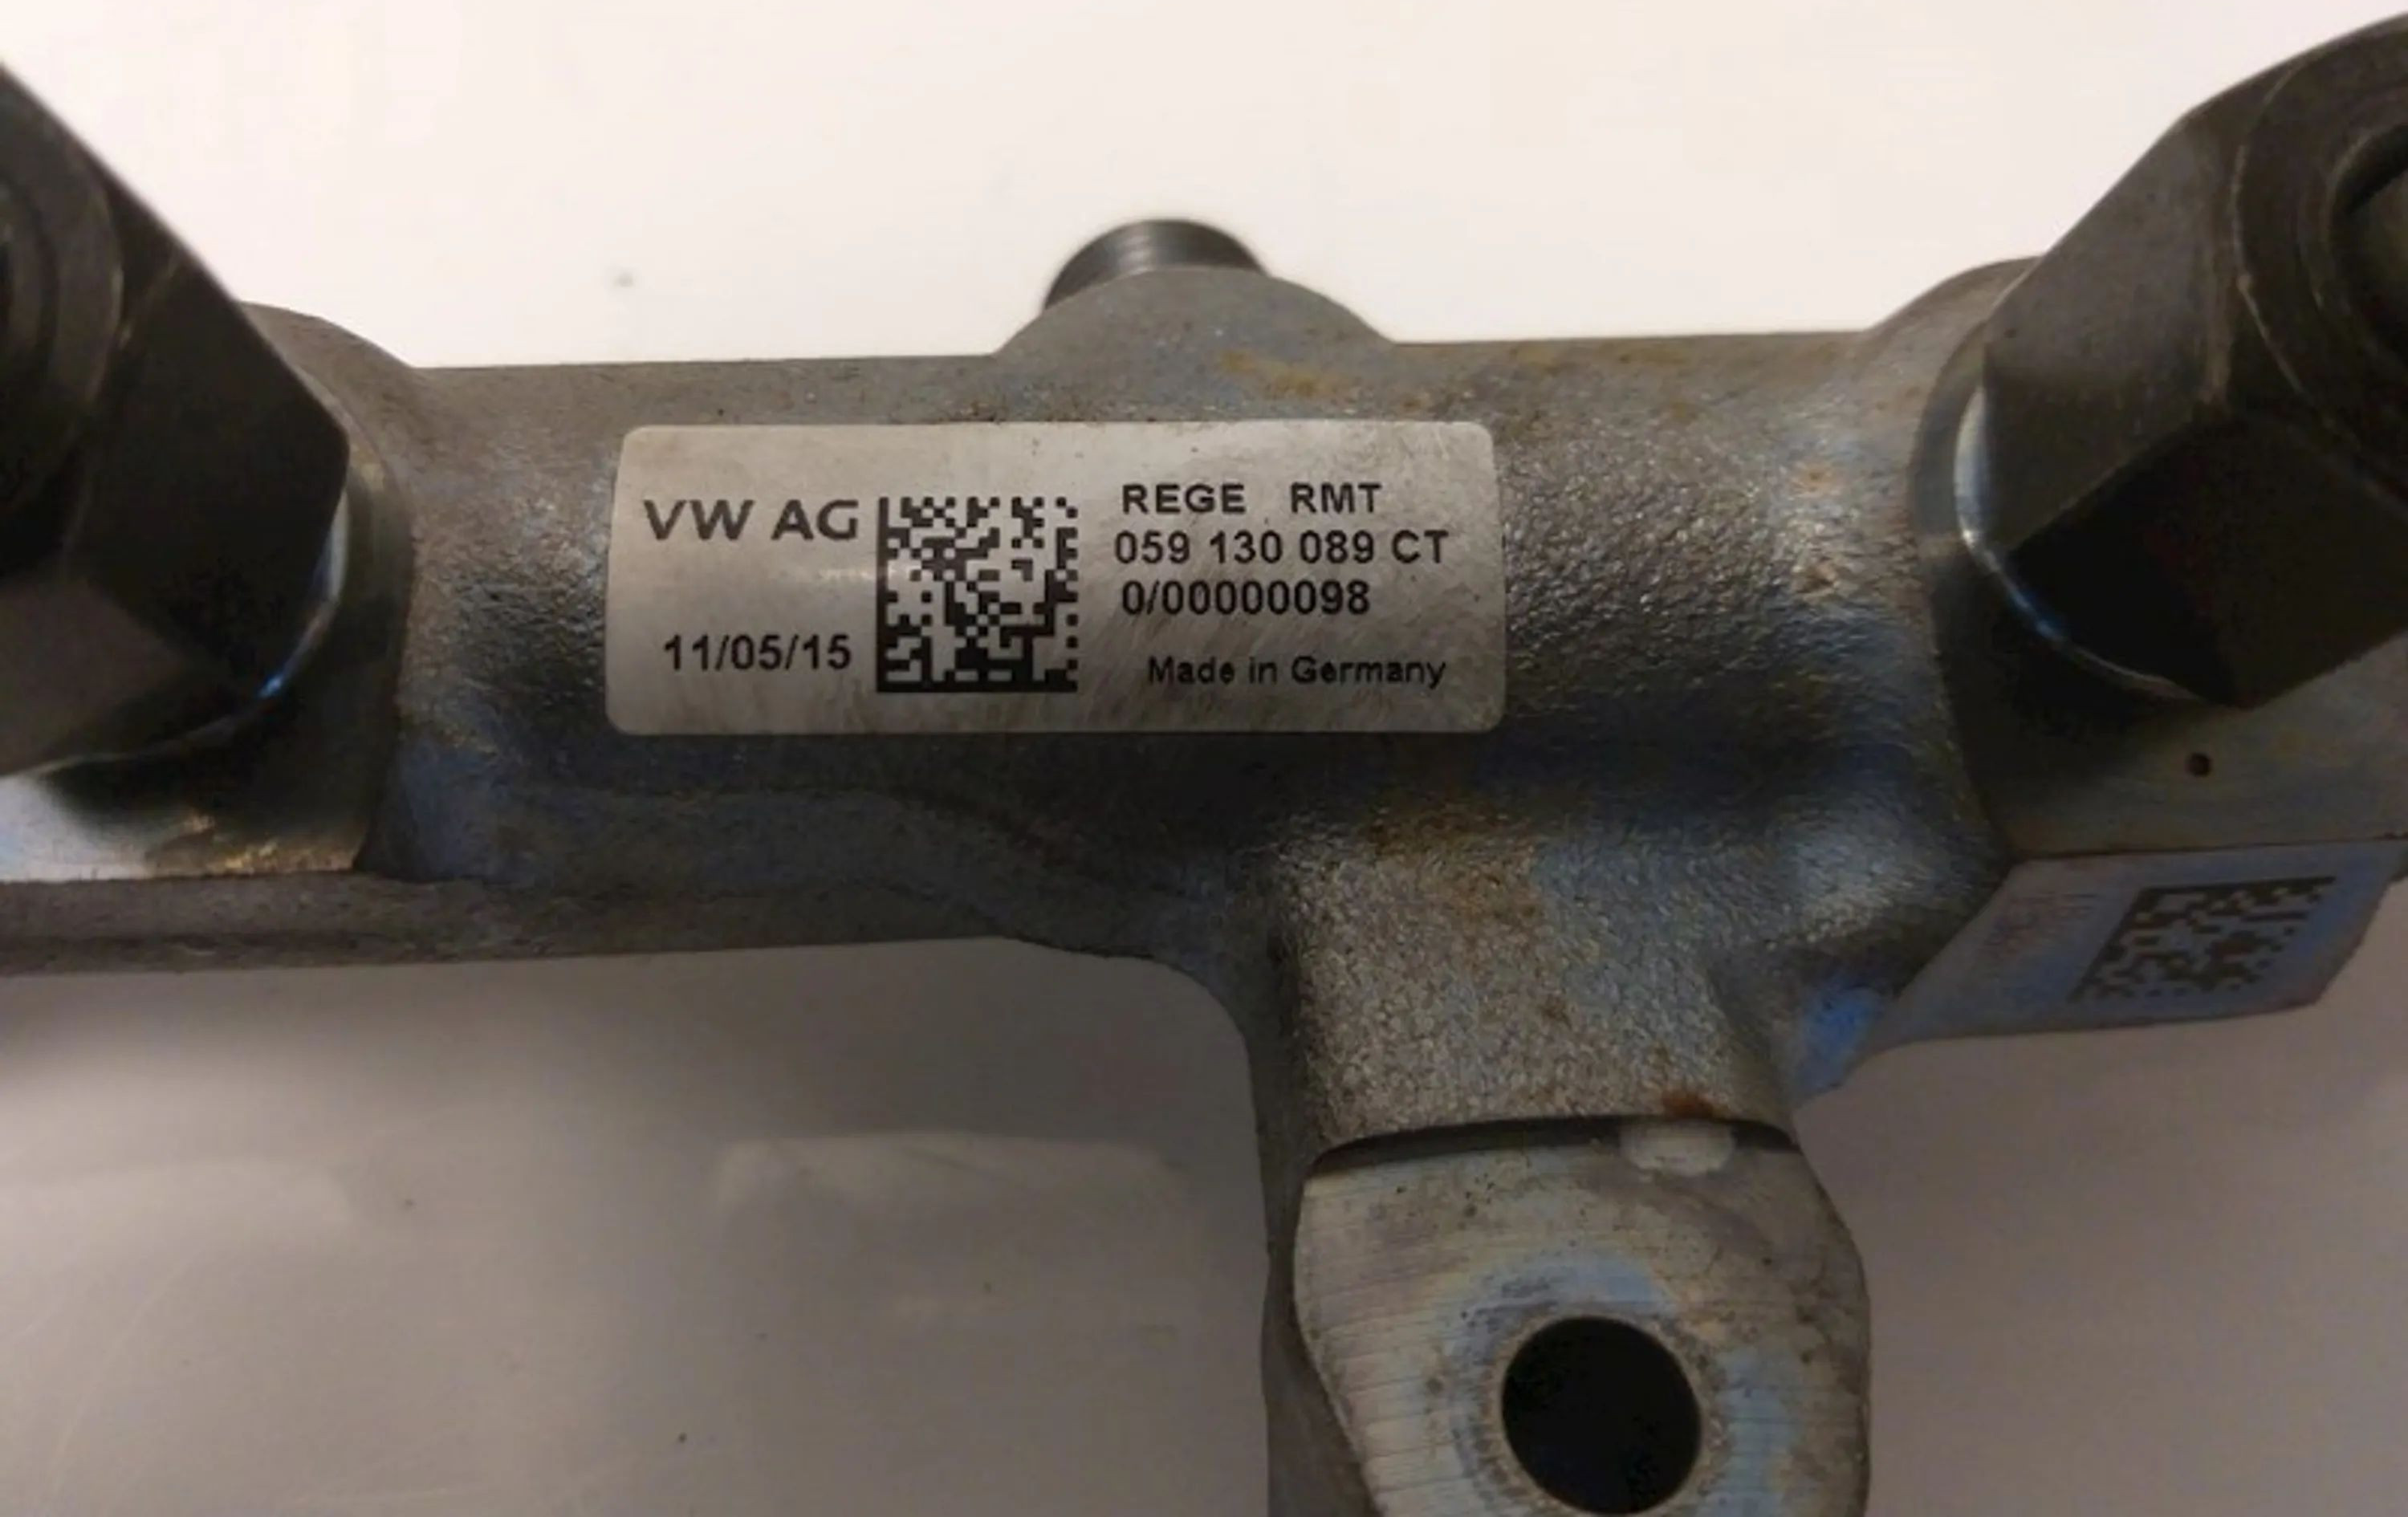 VW AG
11/05/15
REGE RMT
059 130 089 CT
0/00000098
Made in Germany